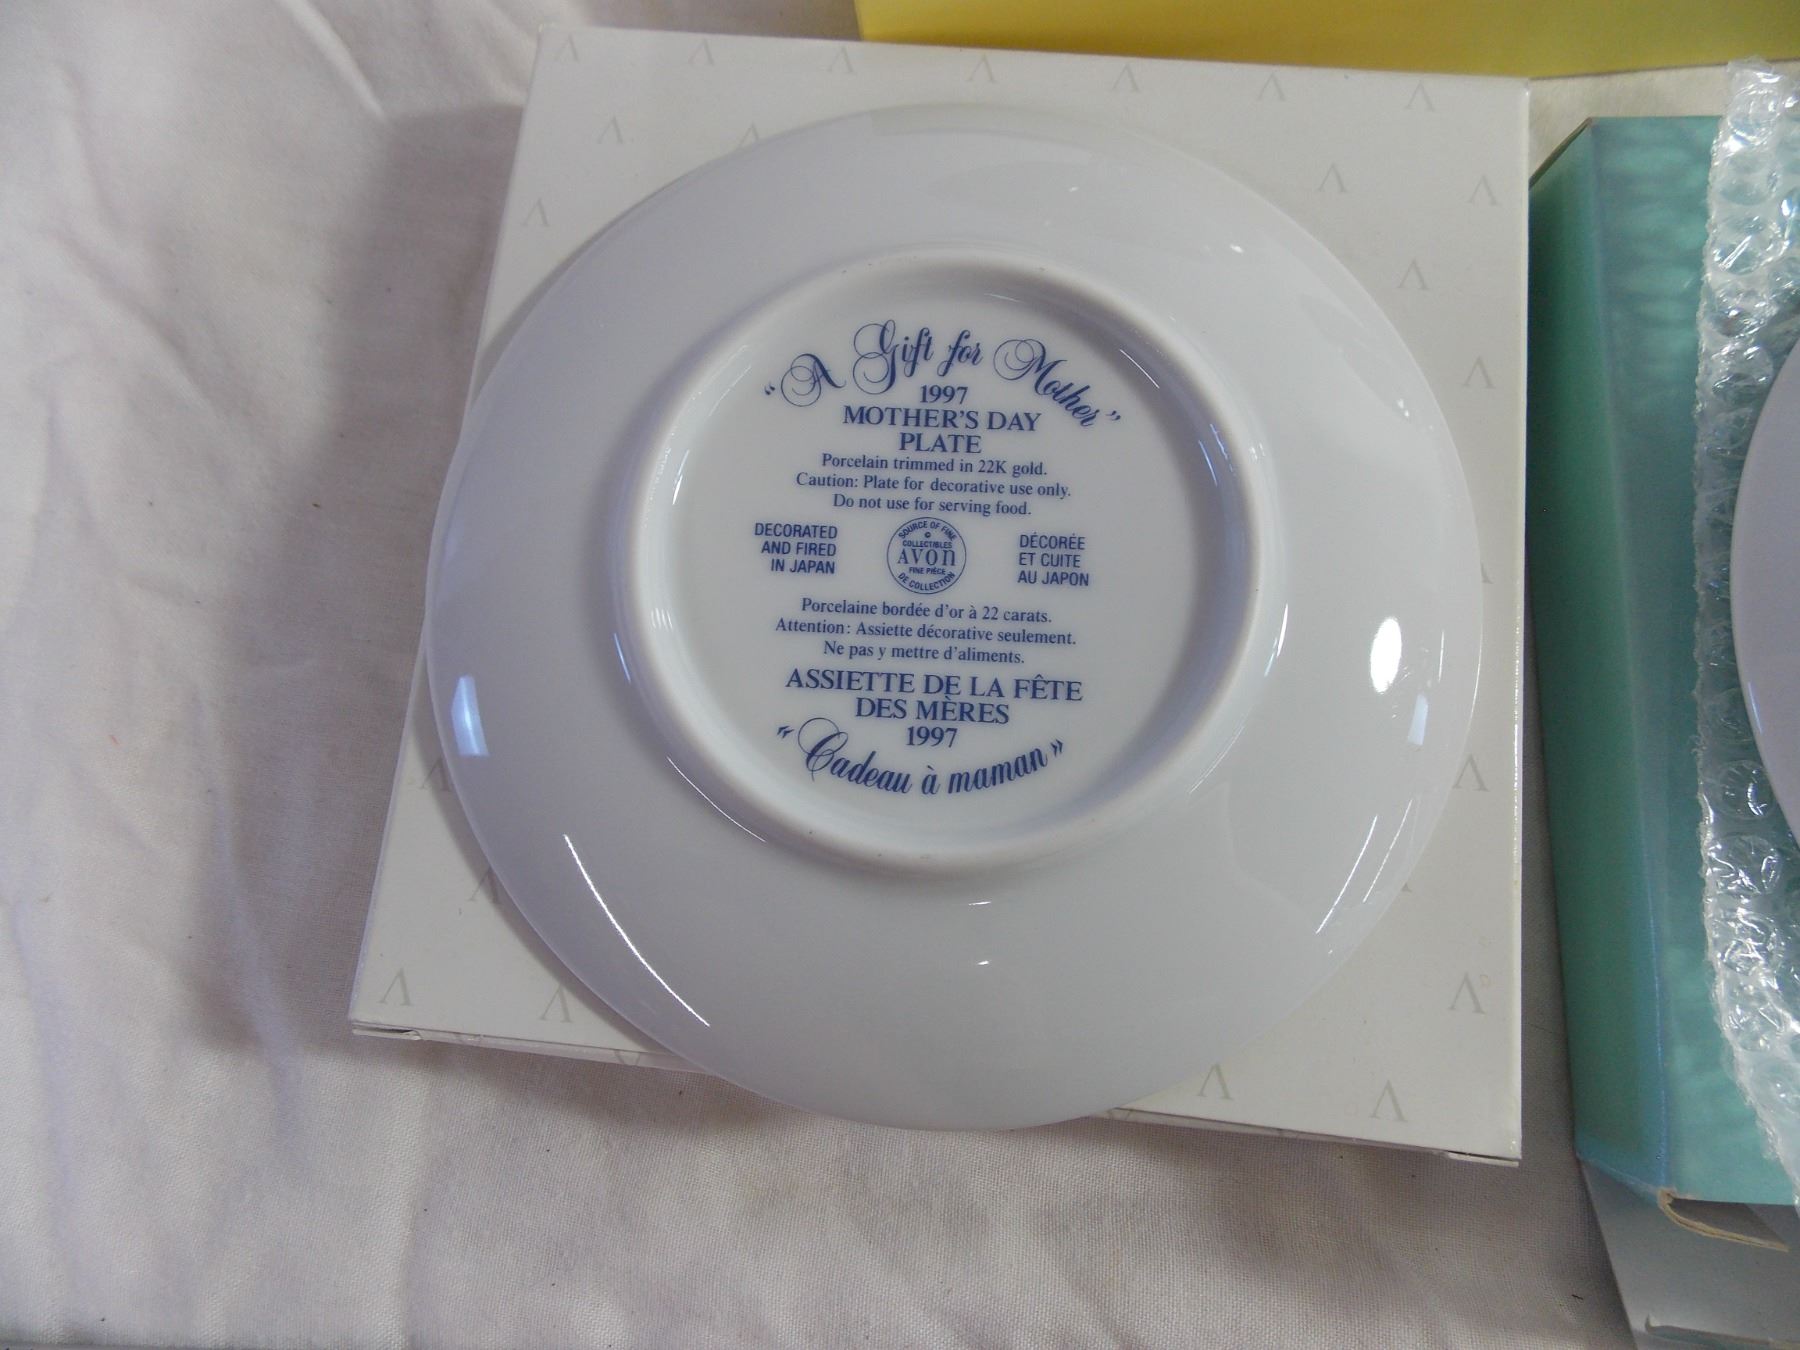 “A Gift for Mother”
1997
MOTHER'S DAY
PLATE
Porcelain trimmed in 22K gold.
Caution: Plate for decorative use only.
Do not use for serving food.
DECORATED
AND FIRED
IN JAPAN
SOURCE OF FINE
©
COLLECTIBLES
AVON
FINE PIÈCE
DE COLLECTION
DÉCORÉE
ET CUITE
AU JAPON
Porcelaine bordée d'or à 22 carats.
Attention: Assiette décorative seulement.
Ne pas y mettre d'aliments.
ASSIETTE DE LA FÊTE
DES MÈRES
1997
“Cadeau à maman”